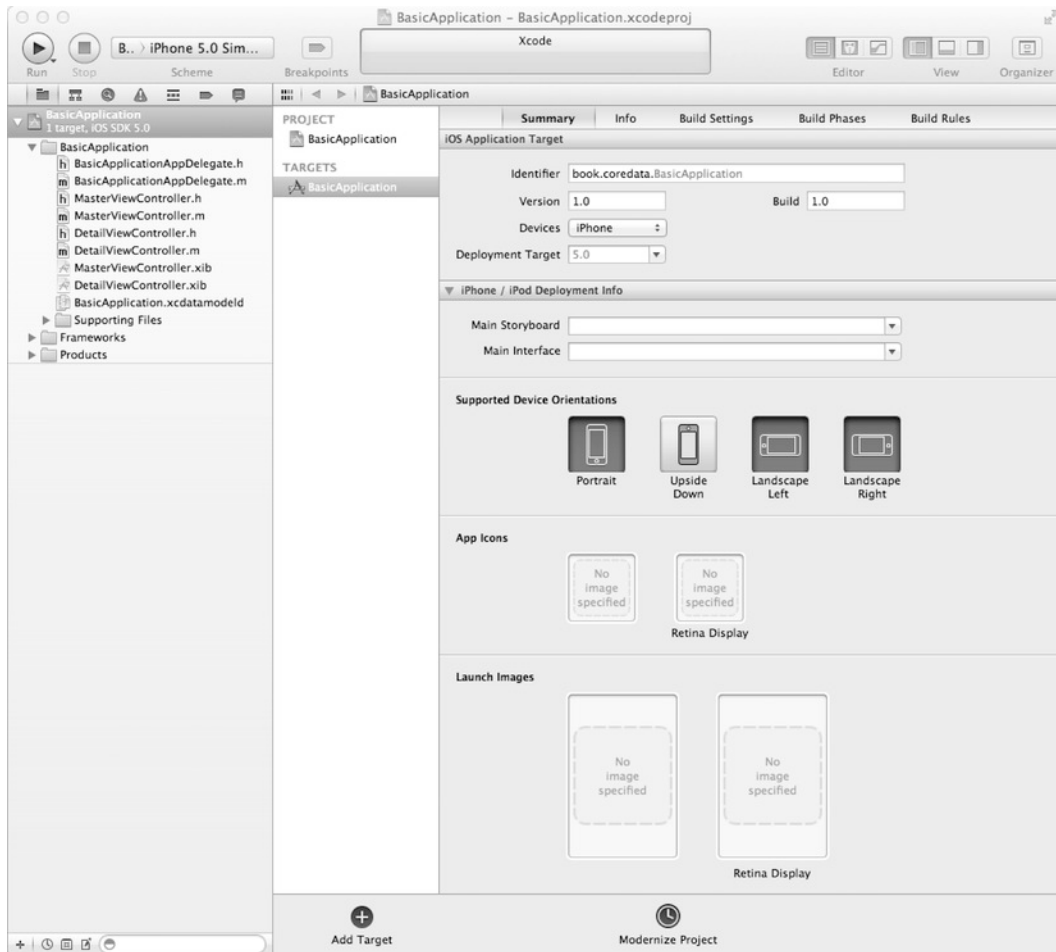 BasicApplication – BasicApplication.xcodeproj
B.. › iPhone 5.0 Sim...
Xcode
Run Stop Scheme Breakpoints Editor View Organizer
BasicApplication
BasicApplication
1 target, iOS SDK 5.0
BasicApplication
BasicApplicationAppDelegate.h
BasicApplicationAppDelegate.m
MasterViewController.h
MasterViewController.m
DetailViewController.h
DetailViewController.m
MasterViewController.xib
DetailViewController.xib
BasicApplication.xcdatamodeld
Supporting Files
Frameworks
Products
PROJECT
BasicApplication
TARGETS
BasicApplication
Summary Info Build Settings Build Phases Build Rules
iOS Application Target
Identifier book.coredata.BasicApplication
Version 1.0 Build 1.0
Devices iPhone
Deployment Target 5.0
iPhone / iPod Deployment Info
Main Storyboard
Main Interface
Supported Device Orientations
Portrait Upside Down Landscape Left Landscape Right
App Icons
No image specified No image specified
Retina Display
Launch Images
No image specified No image specified
Retina Display
Add Target Modernize Project